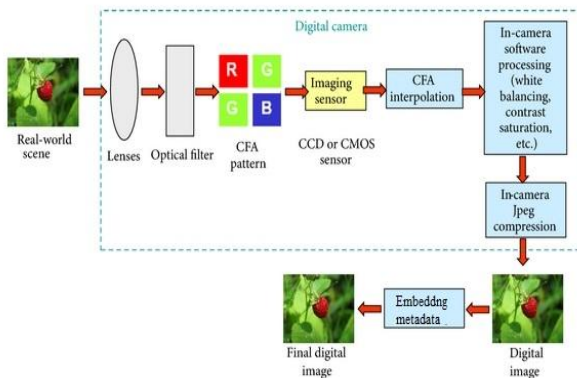 Digital camera
Real-world
scene
Lenses
Optical filter
R G
G B
CFA
pattern
Imaging
sensor
CCD or CMOS
sensor
CFA
interpolation
In-camera
software
processing
(white
balancing,
contrast
saturation,
etc.)
In-camera
Jpeg
compression
Digital
image
Embeddng
metadata
Final digital
image